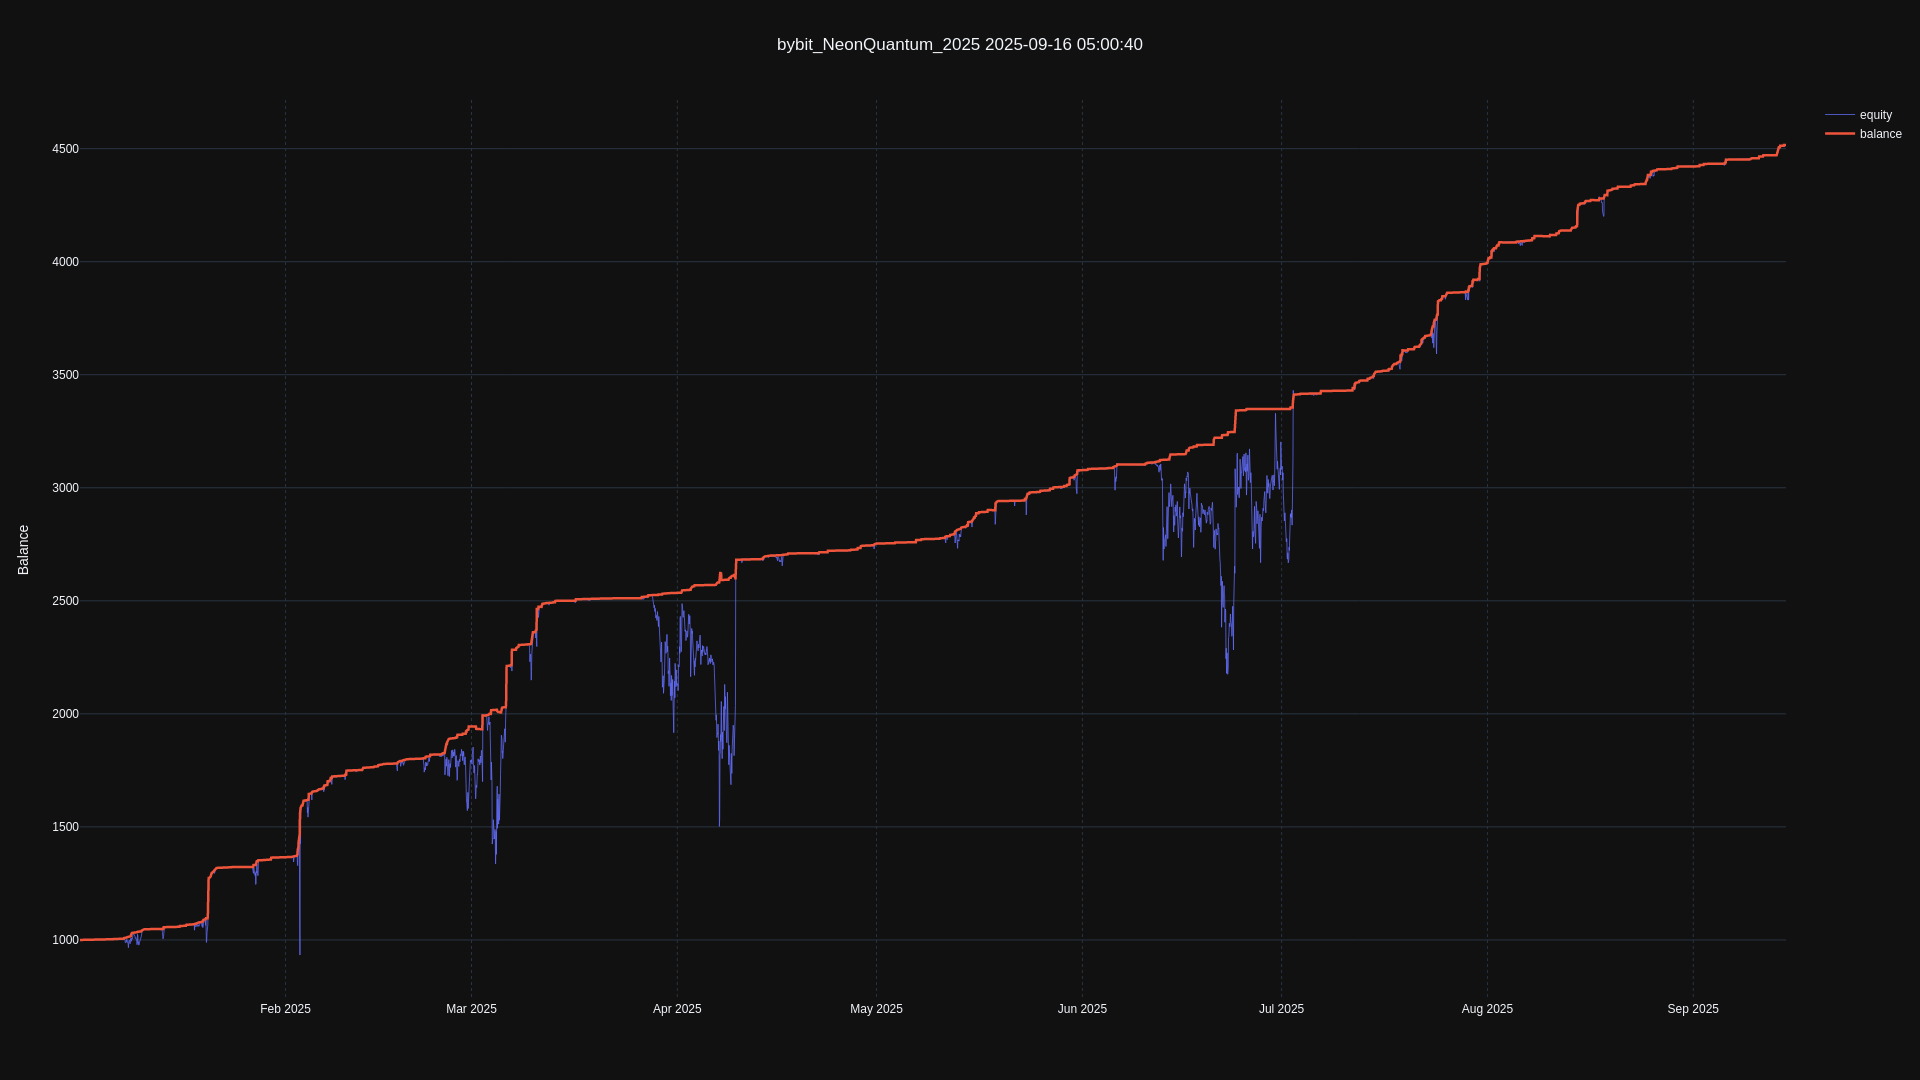 bybit_NeonQuantum_2025 2025-09-16 05:00:40
equity
balance
4500
4000
3500
3000
2500
2000
1500
1000
Balance
Feb 2025
Mar 2025
Apr 2025
May 2025
Jun 2025
Jul 2025
Aug 2025
Sep 2025